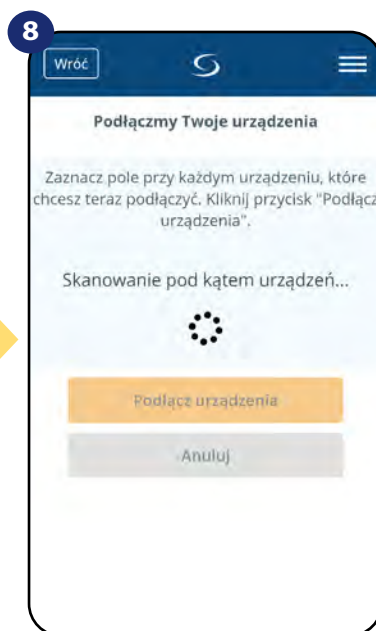 8
Wróć
Podłączmy Twoje urządzenia
Zaznacz pole przy każdym urządzeniu, które
chcesz teraz podłączyć. Kliknij przycisk "Podłącz
urządzenia".
Skanowanie pod kątem urządzeń...
Podłącz urządzenia
Anuluj